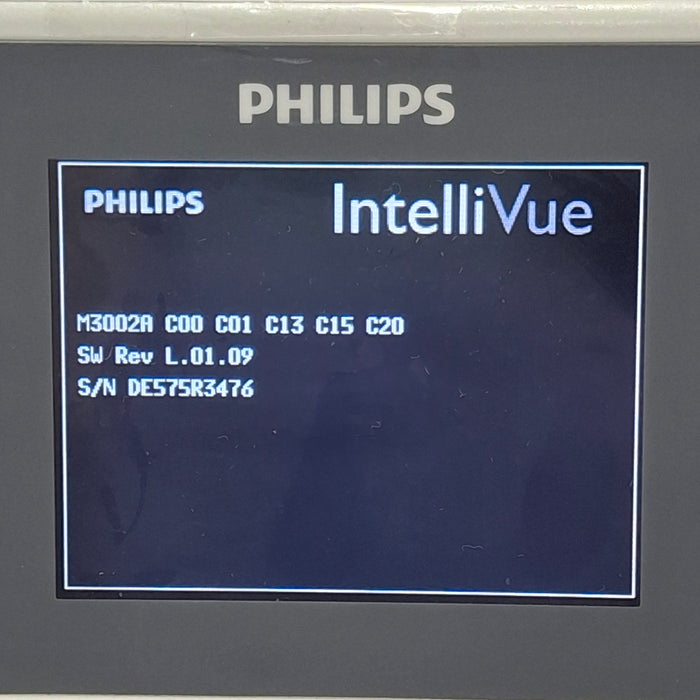 PHILIPS
PHILIPS IntelliVue
M3002A C00 C01 C13 C15 C20
SW Rev L.01.09
S/N DE575R3476